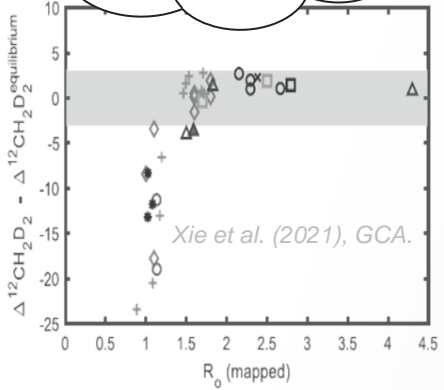 10
5
0
-5
-10
-15
-20
-25
Δ¹²CH₂D₂ - Δ¹²CH₂D₂ᵉᑫᵘⁱˡⁱᵇʳⁱᵘᵐ
Xie et al. (2021), GCA.
0 0.5 1 1.5 2 2.5 3 3.5 4 4.5
Rₒ (mapped)